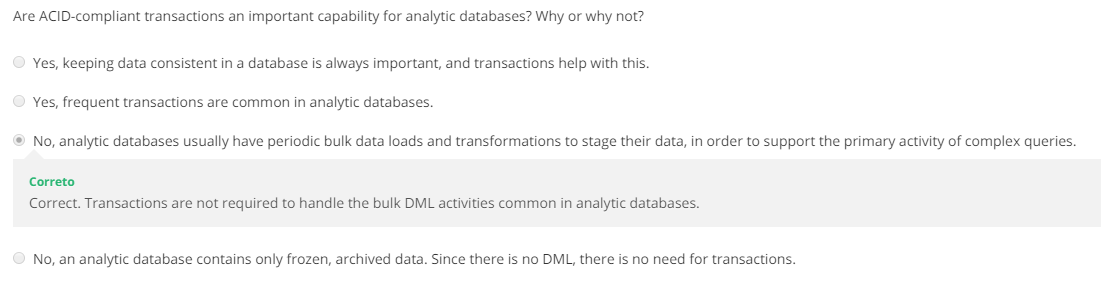 Are ACID-compliant transactions an important capability for analytic databases? Why or why not?
Yes, keeping data consistent in a database is always important, and transactions help with this.
Yes, frequent transactions are common in analytic databases.
No, analytic databases usually have periodic bulk data loads and transformations to stage their data, in order to support the primary activity of complex queries.
Correto
Correct. Transactions are not required to handle the bulk DML activities common in analytic databases.
No, an analytic database contains only frozen, archived data. Since there is no DML, there is no need for transactions.